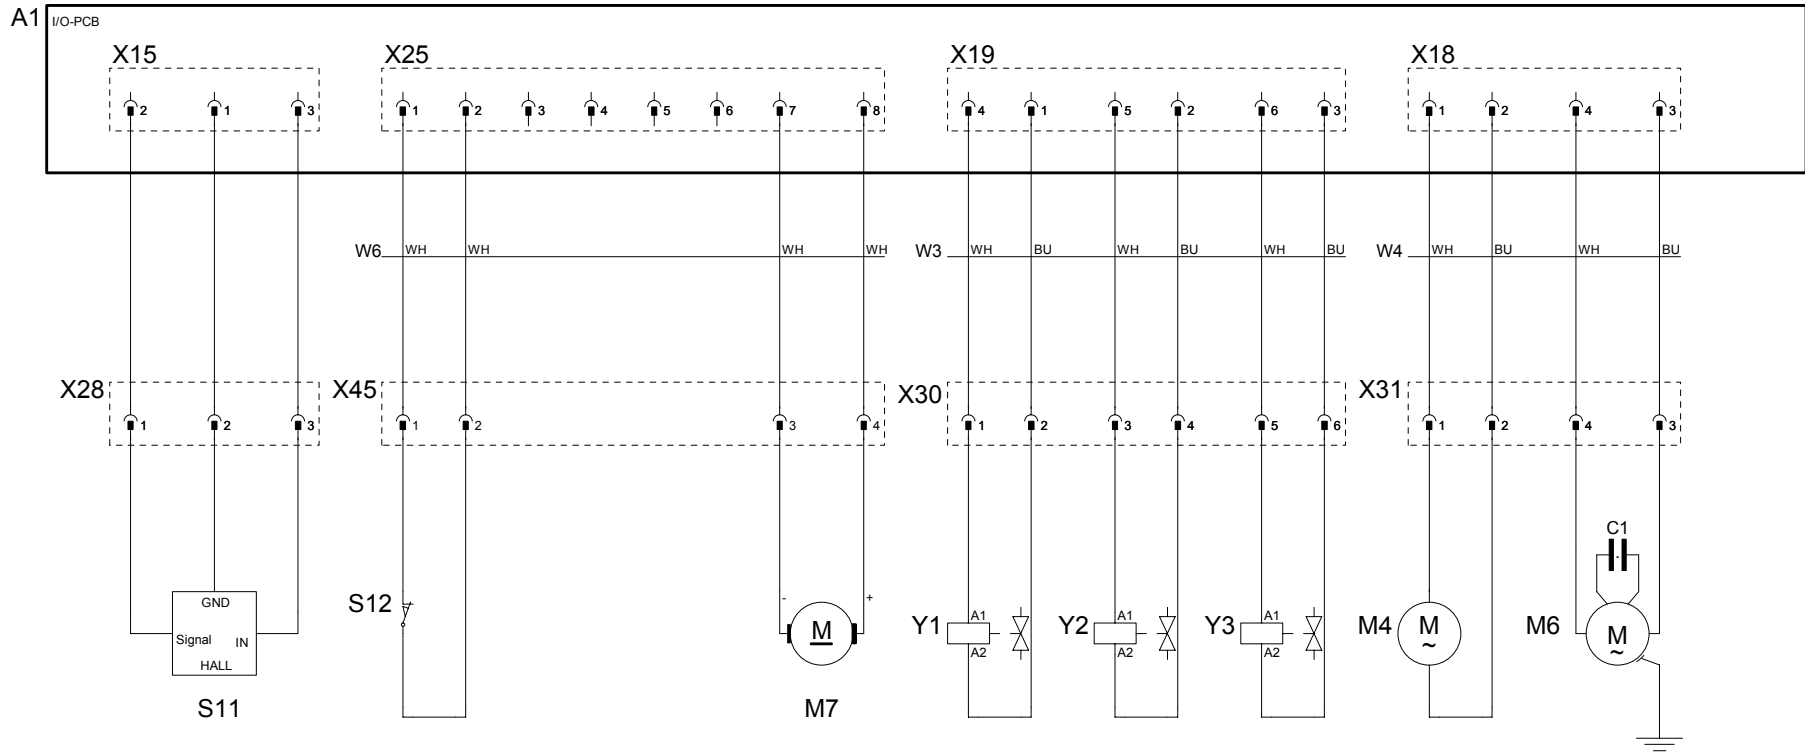 A1 I/O-PCB
X15 X25 X19 X18
2 1 3 1 2 3 4 5 6 7 8 4 1 5 2 6 3 1 2 4 3
W6 WH WH WH WH W3 WH BU WH BU WH BU W4 WH BU WH BU
X28 X45 X30 X31
1 2 3 1 2 3 4 1 2 3 4 5 6 1 2 4 3
C1
GND S12 - + A1 A1 A1
Signal IN M Y1 Y2 Y3 M4 M ~ M6 M ~
HALL A2 A2 A2
S11 M7